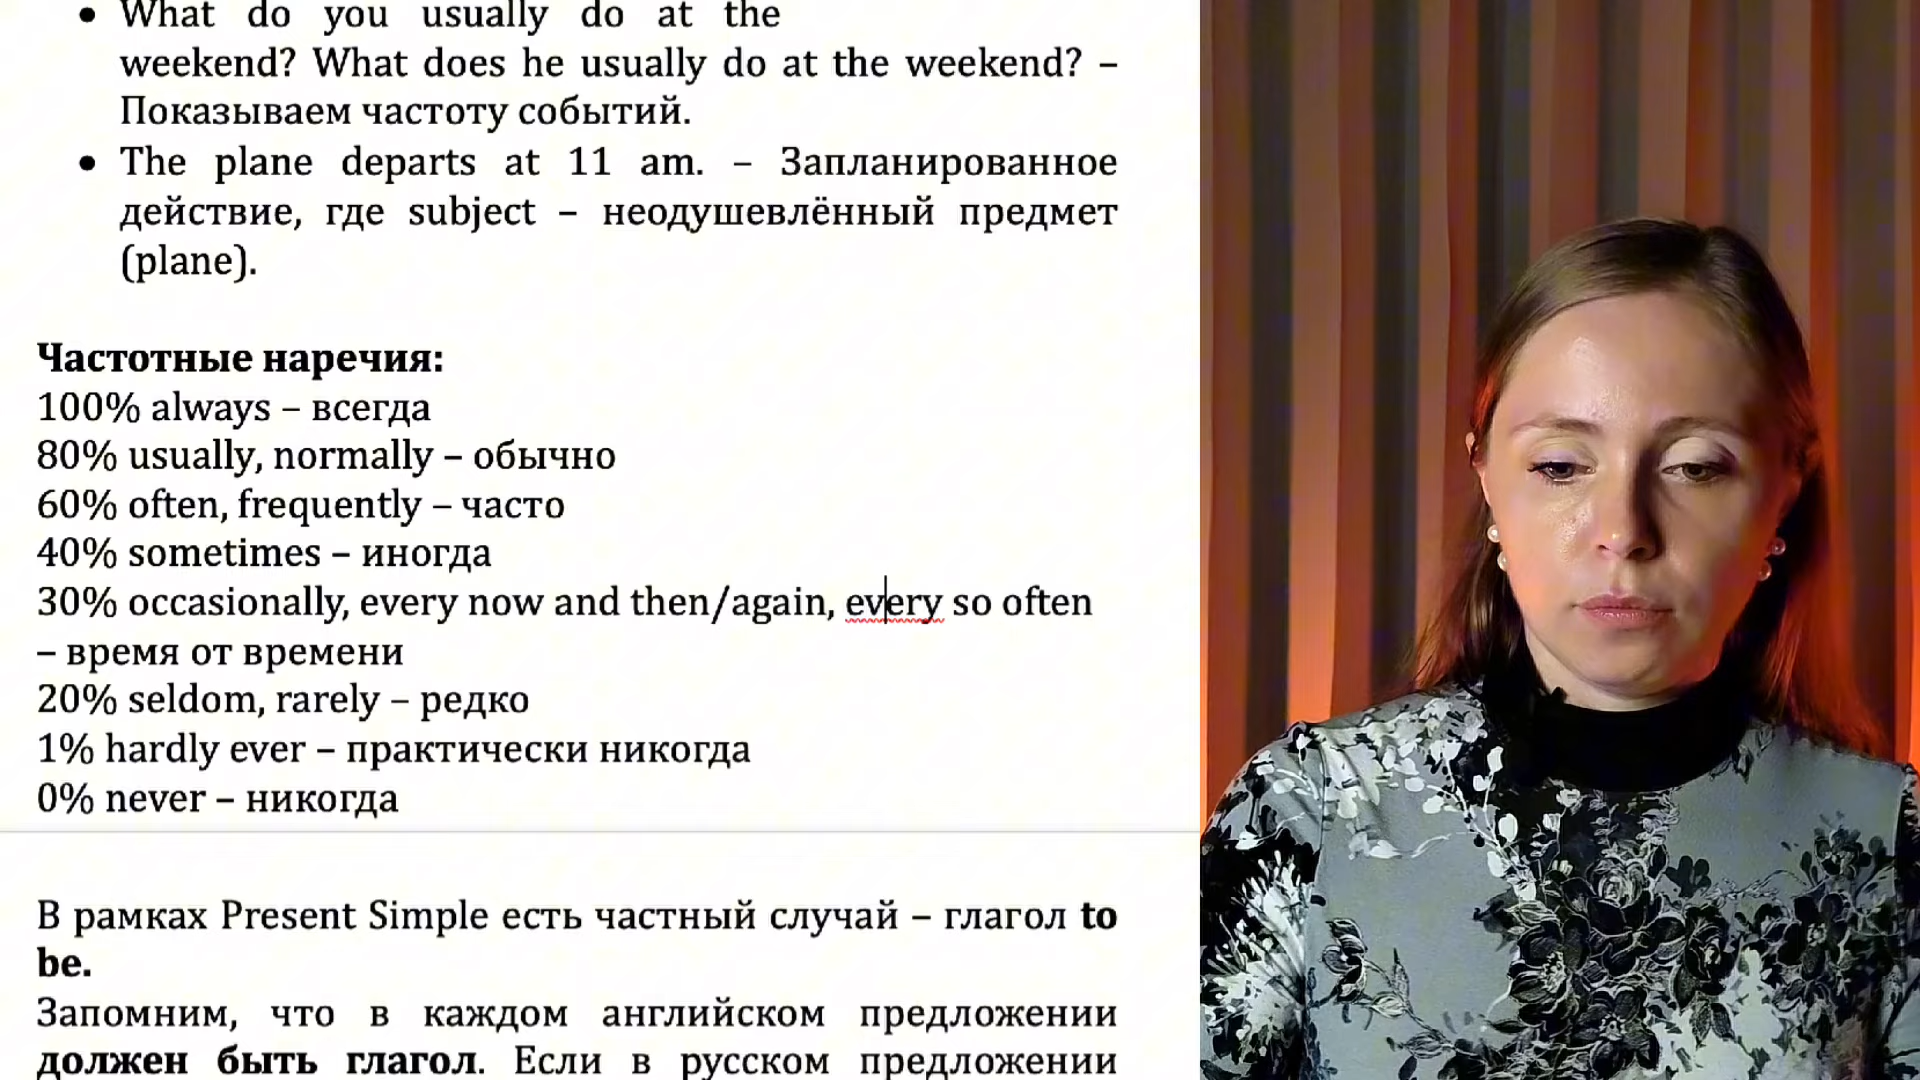 What do you usually do at the
weekend? What does he usually do at the weekend? –
Показываем частоту событий.
The plane departs at 11 am. – Запланированное
действие, где subject – неодушевлённый предмет
(plane).
Частотные наречия:
100% always – всегда
80% usually, normally – обычно
60% often, frequently – часто
40% sometimes – иногда
30% occasionally, every now and then/again, every so often
– время от времени
20% seldom, rarely – редко
1% hardly ever – практически никогда
0% never – никогда
В рамках Present Simple есть частный случай – глагол to
be.
Запомним, что в каждом английском предложении
должен быть глагол. Если в русском предложении